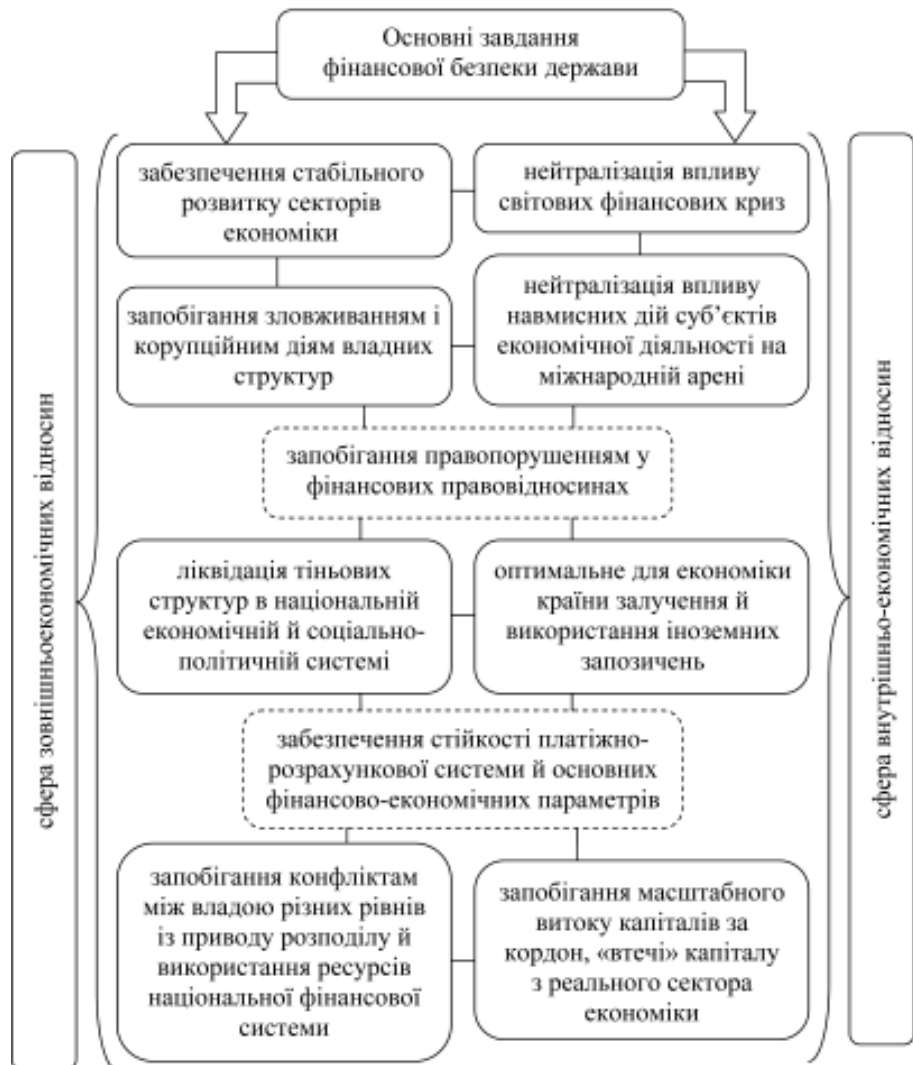 Основні завдання
фінансової безпеки держави
сфера зовнішньоекономічних відносин
забезпечення стабільного
розвитку секторів
економіки
нейтралізація впливу
світових фінансових криз
запобігання зловживанням і
корупційним діям владних
структур
нейтралізація впливу
навмисних дій суб’єктів
економічної діяльності на
міжнародній арені
запобігання правопорушенням у
фінансових правовідносинах
ліквідація тіньових
структур в національній
економічній й соціально-
політичній системі
оптимальне для економіки
країни залучення й
використання іноземних
запозичень
забезпечення стійкості платіжно-
розрахункової системи й основних
фінансово-економічних параметрів
запобігання конфліктам
між владою різних рівнів
із приводу розподілу й
використання ресурсів
національної фінансової
системи
запобігання масштабного
витоку капіталів за
кордон, «втечі» капіталу
з реального сектора
економіки
сфера внутрішньо-економічних відносин